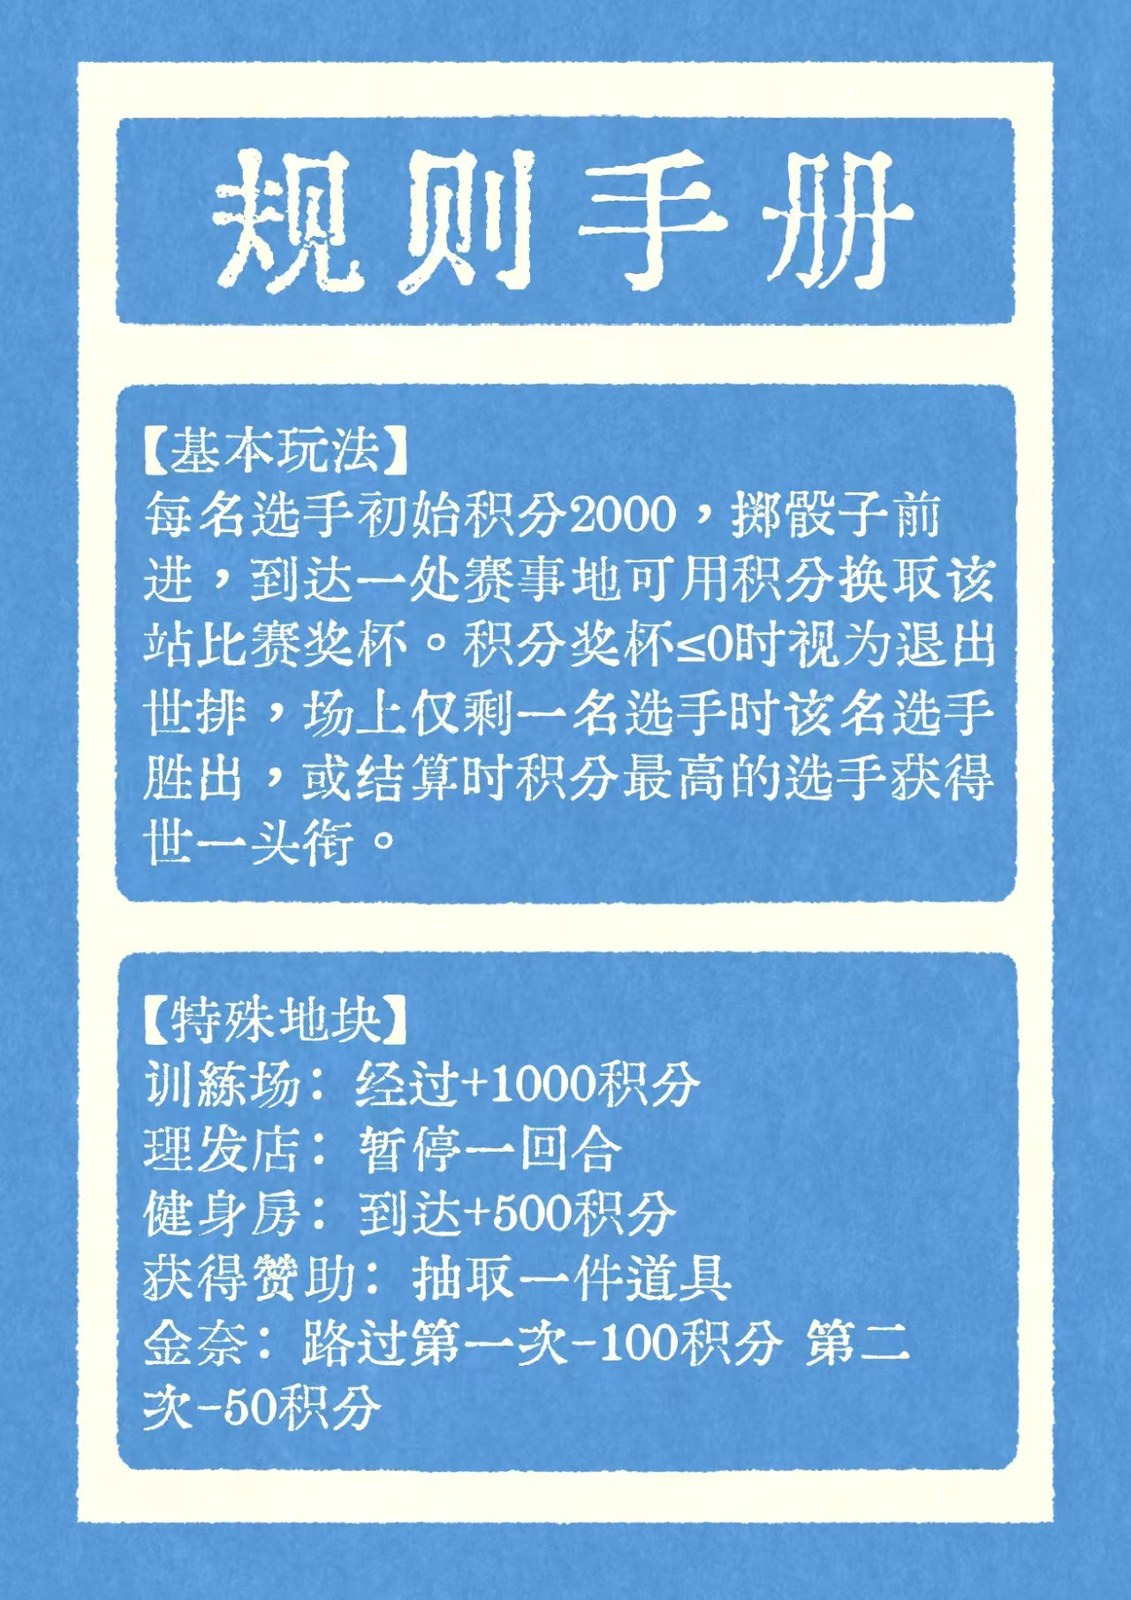 规则手册
【基本玩法】
每名选手初始积分2000，掷骰子前
进，到达一处赛事地可用积分换取该
站比赛奖杯。积分奖杯≤0时视为退出
世排，场上仅剩一名选手时该名选手
胜出，或结算时积分最高的选手获得
世一头衔。
【特殊地块】
训練场：经过+1000积分
理发店：暂停一回合
健身房：到达+500积分
获得赞助：抽取一件道具
金奈：路过第一次-100积分 第二
次-50积分